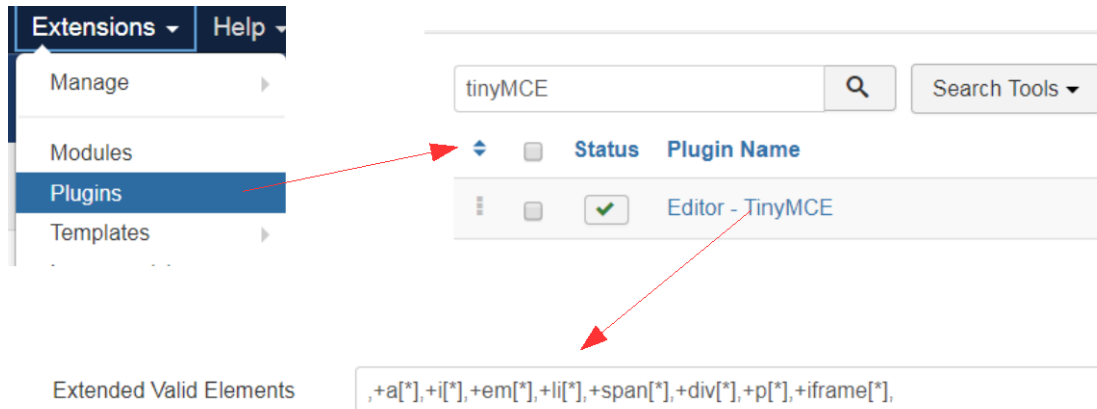 Extensions Help
Manage
Modules
Plugins
Templates
tinyMCE Search Tools
Status Plugin Name
Editor - TinyMCE
Extended Valid Elements ,+a[*],+i[*],+em[*],+li[*],+span[*],+div[*],+p[*],+iframe[*],